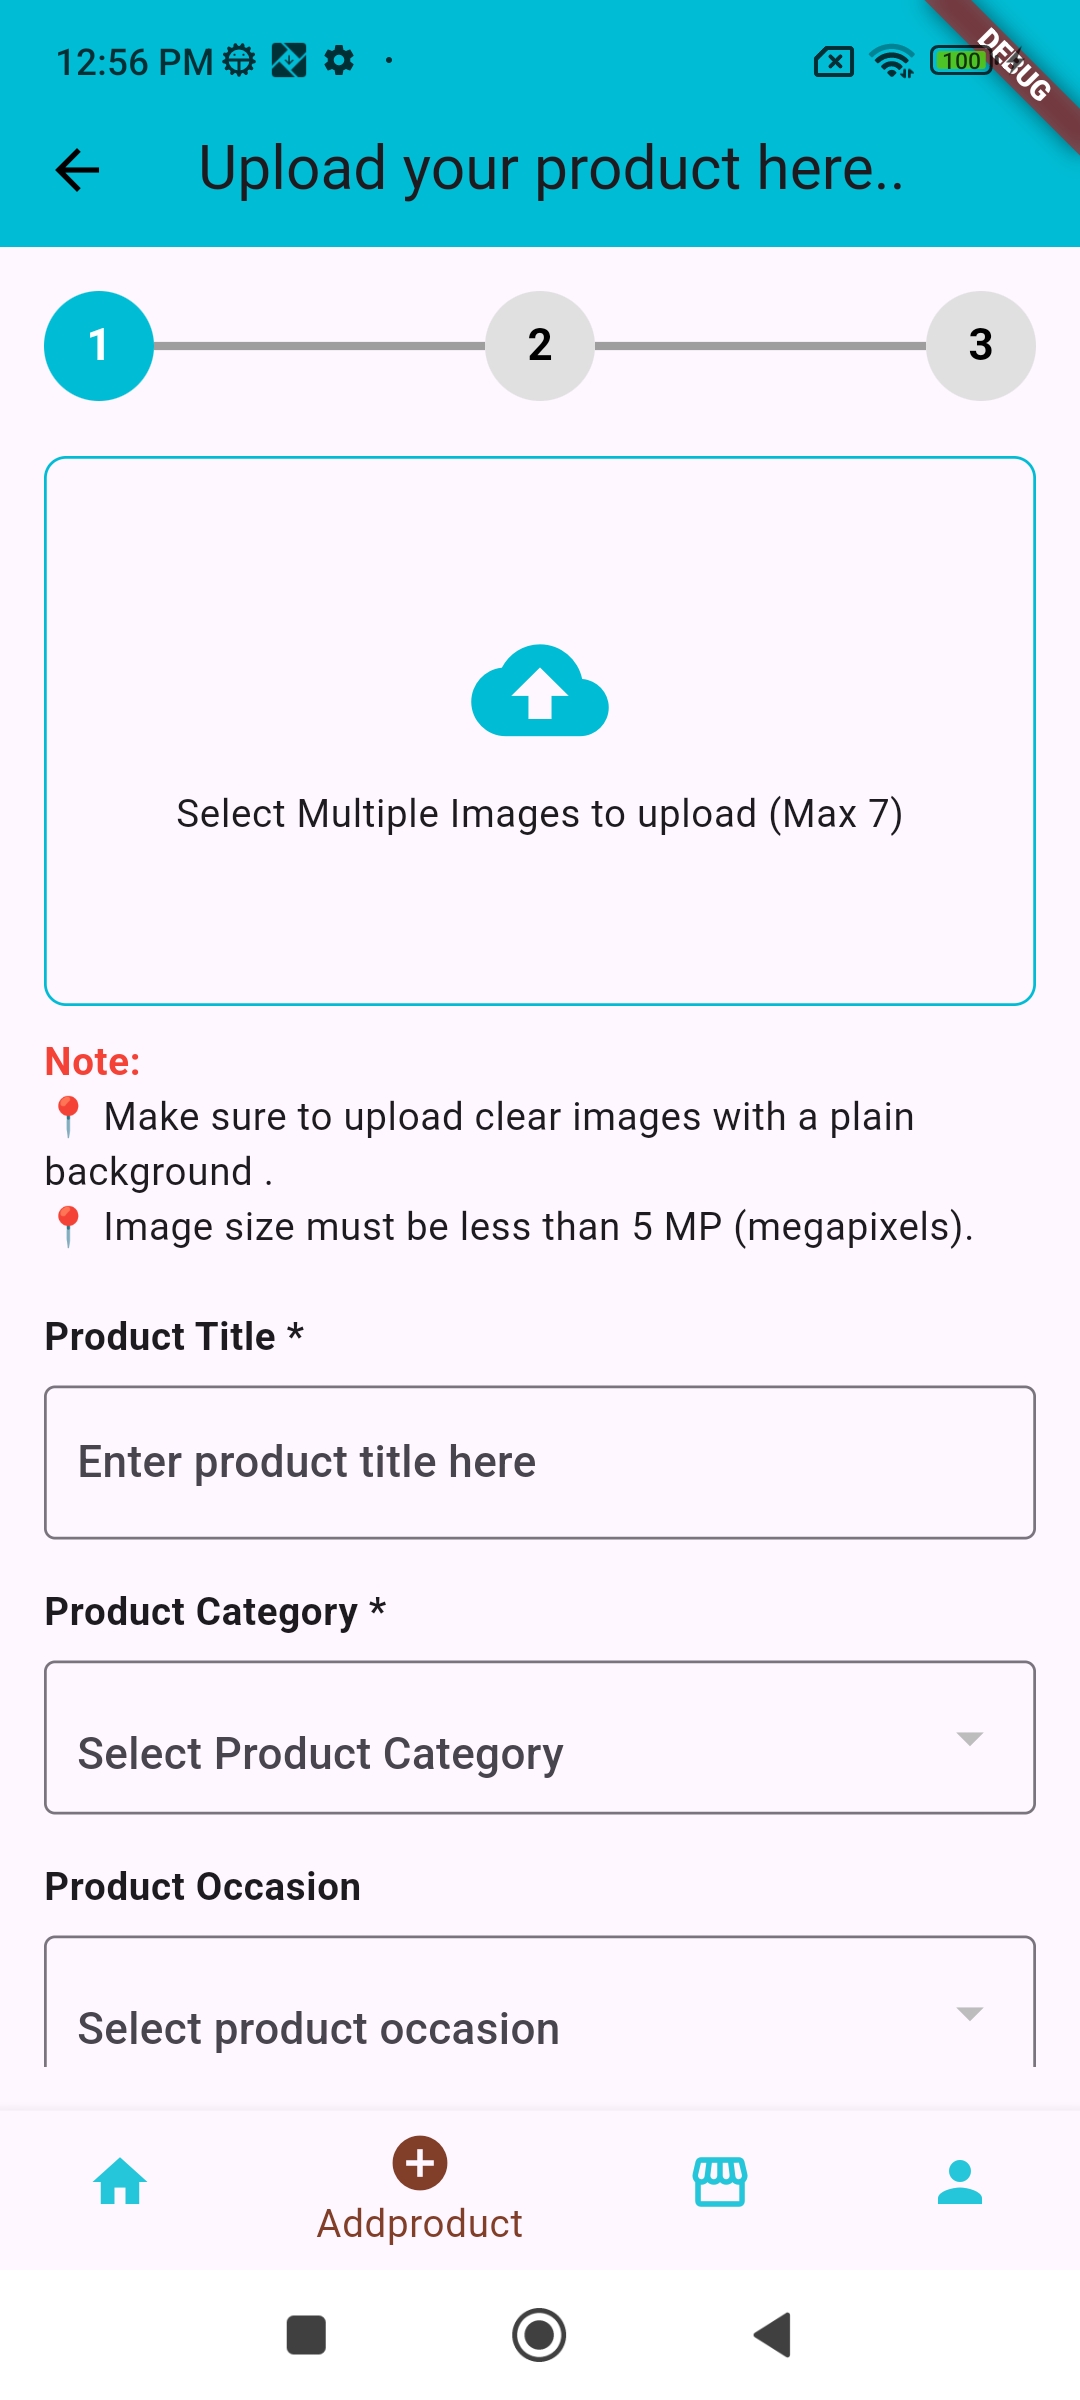 12:56 PM
100
DEBUG
Upload your product here..
1 2 3
Select Multiple Images to upload (Max 7)
Note:
📍 Make sure to upload clear images with a plain
background .
📍 Image size must be less than 5 MP (megapixels).
Product Title *
Enter product title here
Product Category *
Select Product Category
Product Occasion
Select product occasion
Addproduct